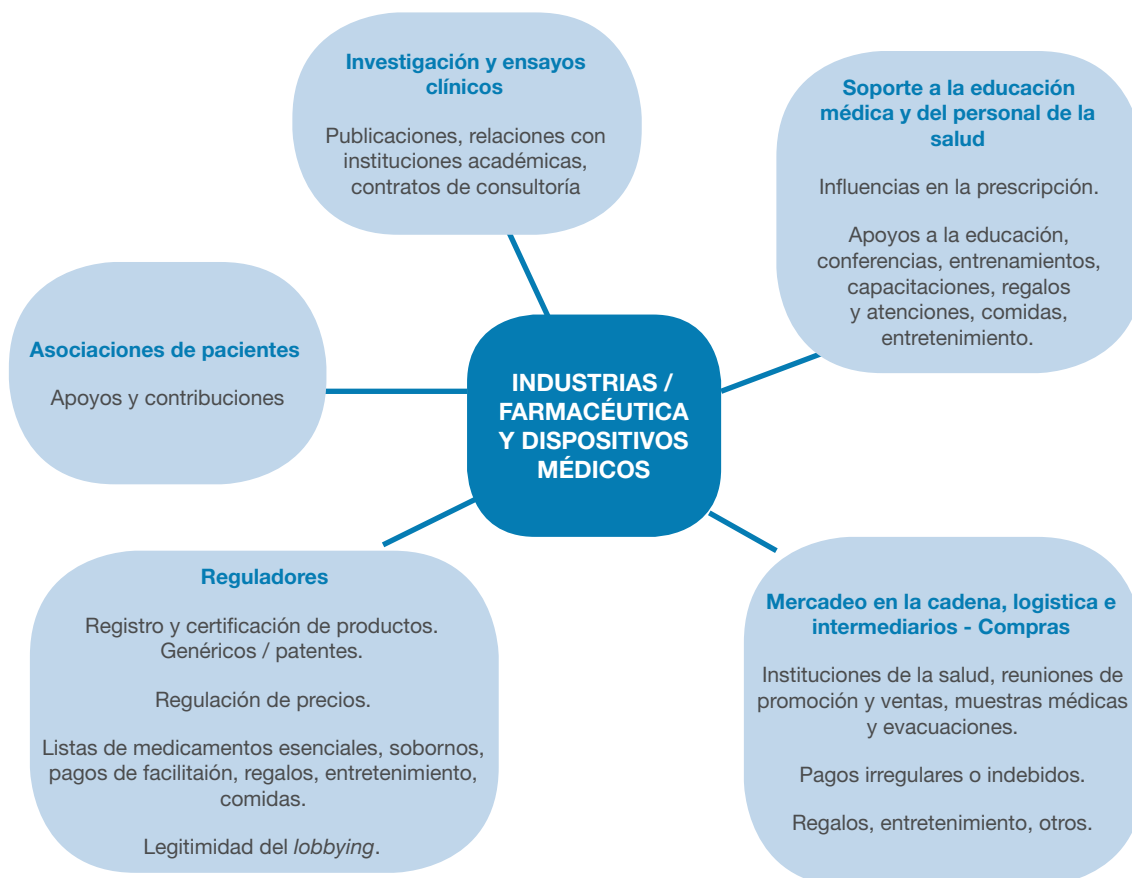 Investigación y ensayos
clínicos
Publicaciones, relaciones con
instituciones académicas,
contratos de consultoría
Soporte a la educación
médica y del personal de la
salud
Influencias en la prescripción.
Apoyos a la educación,
conferencias, entrenamientos,
capacitaciones, regalos
y atenciones, comidas,
entretenimiento.
Asociaciones de pacientes
Apoyos y contribuciones
INDUSTRIAS /
FARMACÉUTICA
Y DISPOSITIVOS
MÉDICOS
Reguladores
Registro y certificación de productos.
Genéricos / patentes.
Regulación de precios.
Listas de medicamentos esenciales, sobornos,
pagos de facilitaión, regalos, entretenimiento,
comidas.
Legitimidad del lobbying.
Mercadeo en la cadena, logistica e
intermediarios - Compras
Instituciones de la salud, reuniones de
promoción y ventas, muestras médicas
y evacuaciones.
Pagos irregulares o indebidos.
Regalos, entretenimiento, otros.